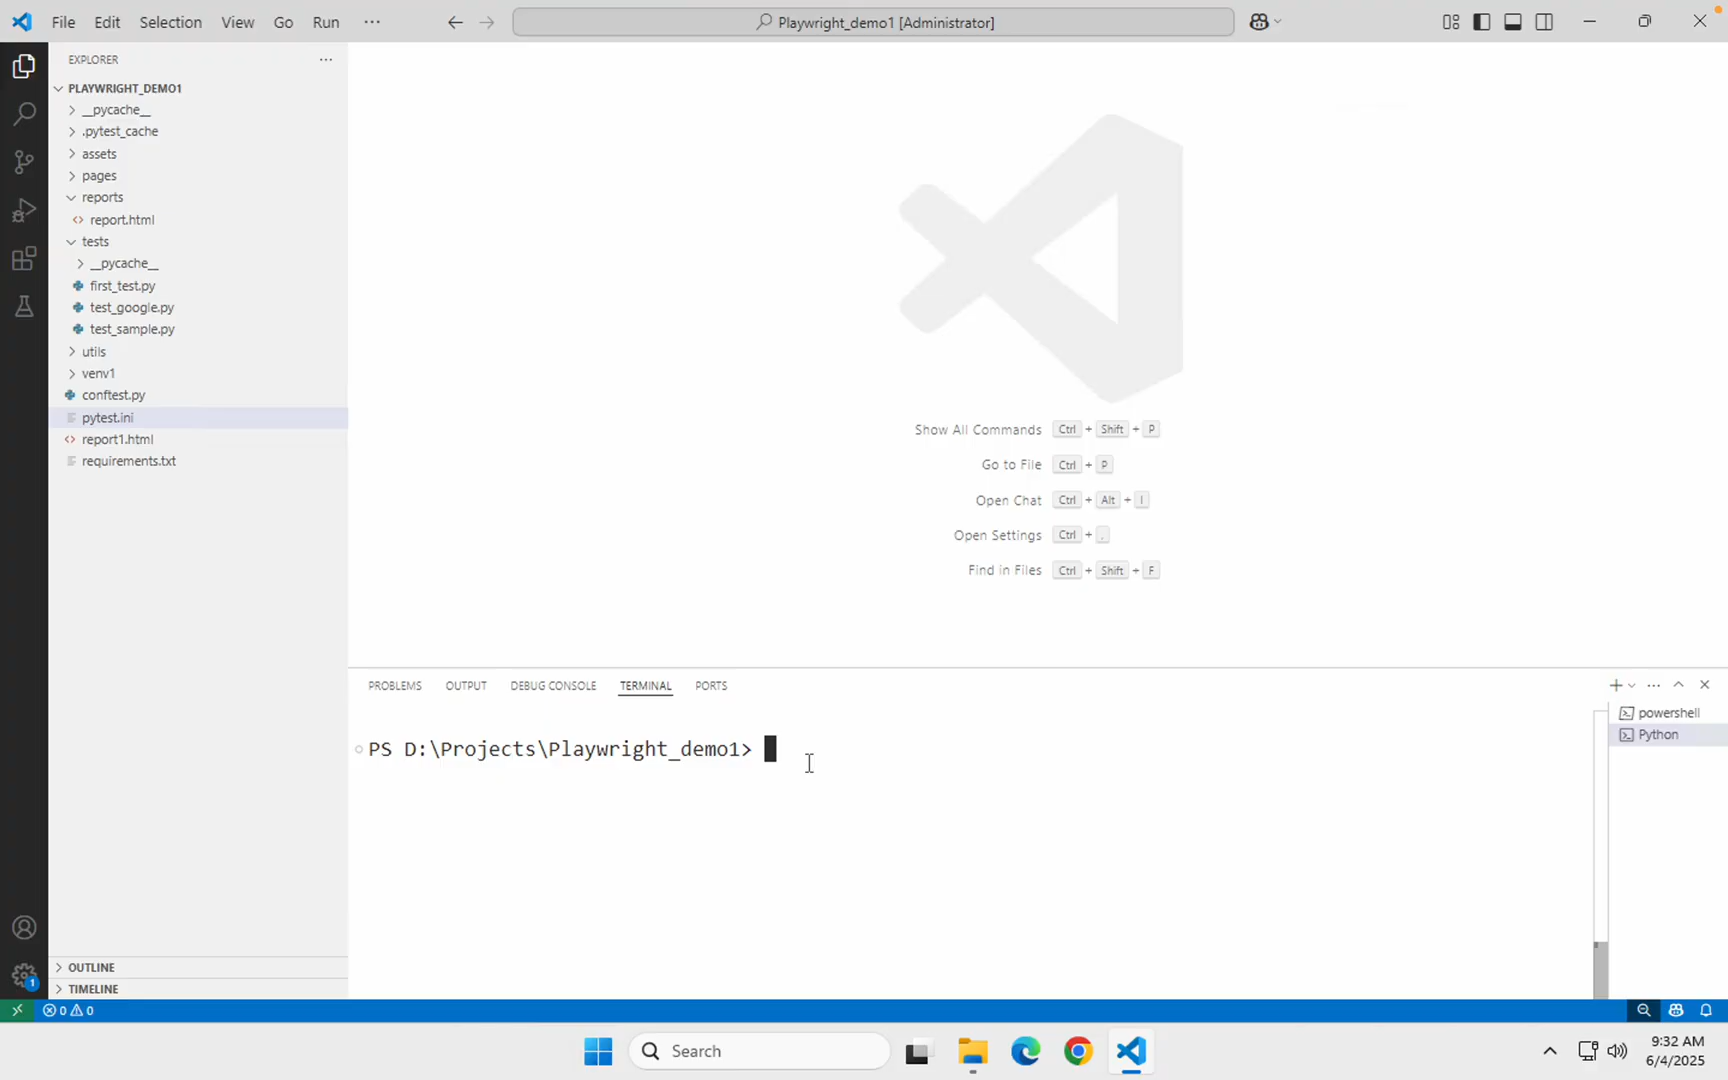 File Edit Selection View Go Run ···
Playwright_demo1 [Administrator]
EXPLORER
PLAYWRIGHT_DEMO1
__pycache__
.pytest_cache
assets
pages
reports
report.html
tests
__pycache__
first_test.py
test_google.py
test_sample.py
utils
venv1
conftest.py
pytest.ini
report1.html
requirements.txt
Show All Commands Ctrl + Shift + P
Go to File Ctrl + P
Open Chat Ctrl + Alt + I
Open Settings Ctrl + ,
Find in Files Ctrl + Shift + F
PROBLEMS OUTPUT DEBUG CONSOLE TERMINAL PORTS
powershell
Python
PS D:\Projects\Playwright_demo1>
OUTLINE
TIMELINE
1
0 0
Search
9:32 AM
6/4/2025